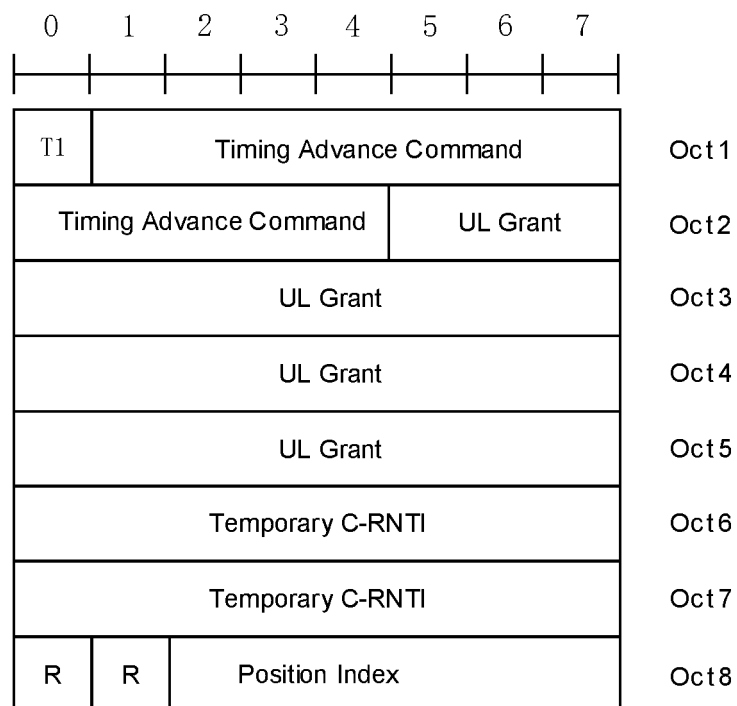 0 1 2 3 4 5 6 7
T1 Timing Advance Command Oct1
Timing Advance Command UL Grant Oct2
UL Grant Oct3
UL Grant Oct4
UL Grant Oct5
Temporary C-RNTI Oct6
Temporary C-RNTI Oct7
R R Position Index Oct8